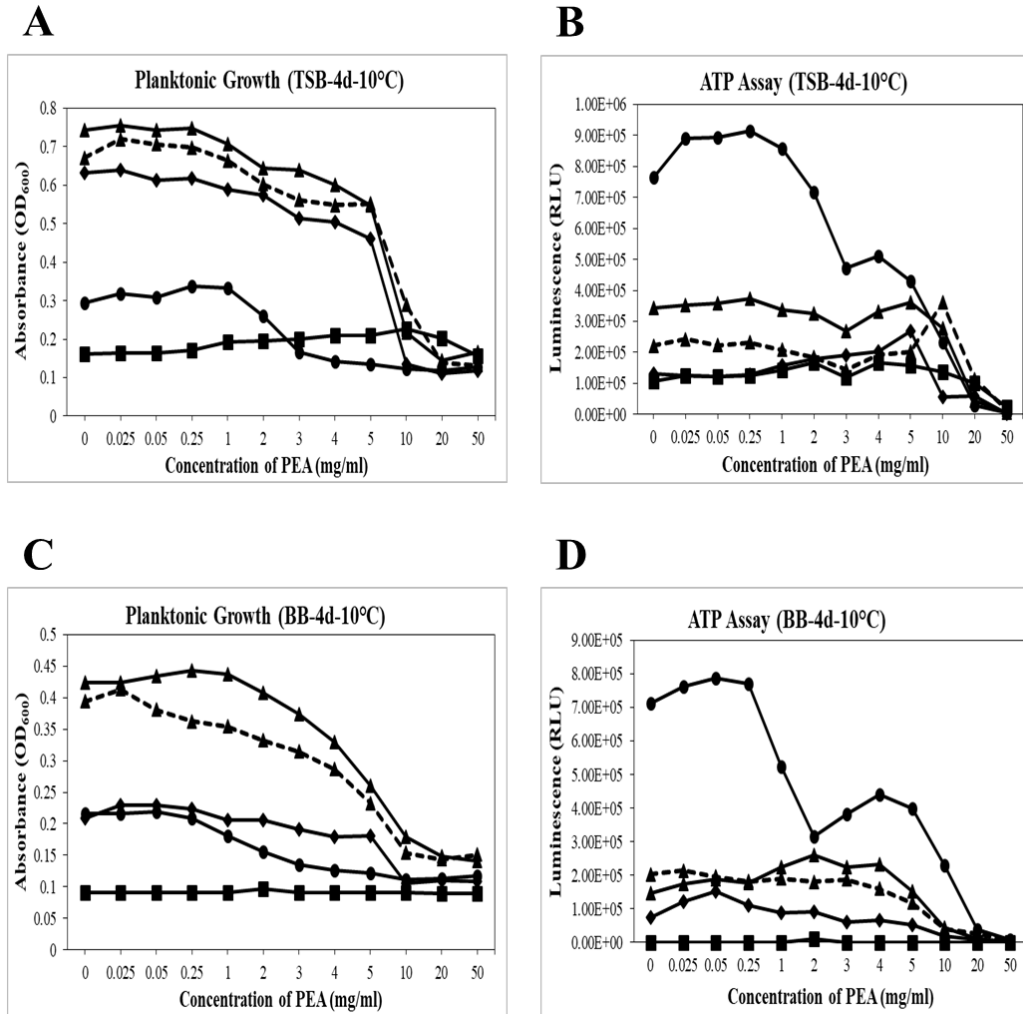 A
Planktonic Growth (TSB-4d-10°C)
Absorbance (OD600)
0.8
0.7
0.6
0.5
0.4
0.3
0.2
0.1
0
0 0.025 0.05 0.25 1 2 3 4 5 10 20 50
Concentration of PEA (mg/ml)
B
ATP Assay (TSB-4d-10°C)
Luminescence (RLU)
1.00E+06
9.00E+05
8.00E+05
7.00E+05
6.00E+05
5.00E+05
4.00E+05
3.00E+05
2.00E+05
1.00E+05
0.00E+00
0 0.025 0.05 0.25 1 2 3 4 5 10 20 50
Concentration of PEA (mg/ml)
C
Planktonic Growth (BB-4d-10°C)
Absorbance (OD600)
0.5
0.45
0.4
0.35
0.3
0.25
0.2
0.15
0.1
0.05
0
0 0.025 0.05 0.25 1 2 3 4 5 10 20 50
Concentration of PEA (mg/ml)
D
ATP Assay (BB-4d-10°C)
Luminescence (RLU)
9.00E+05
8.00E+05
7.00E+05
6.00E+05
5.00E+05
4.00E+05
3.00E+05
2.00E+05
1.00E+05
0.00E+00
0 0.025 0.05 0.25 1 2 3 4 5 10 20 50
Concentration of PEA (mg/ml)